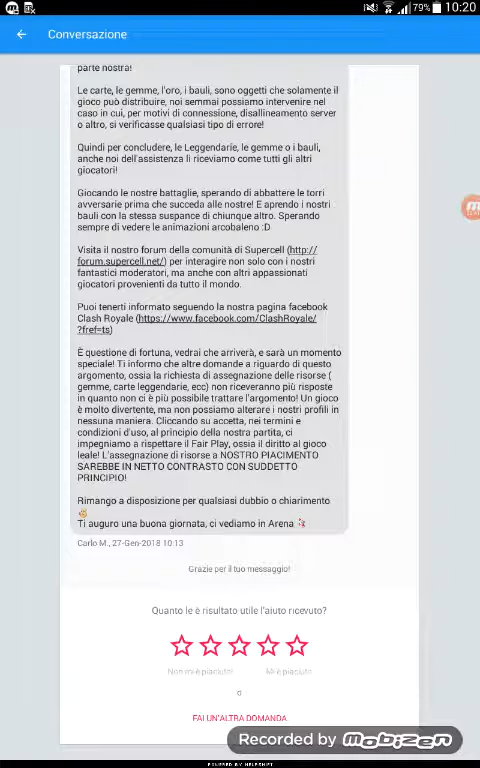 79% 10:20
Conversazione
parte nostra!
Le carte, le gemme, l'oro, i bauli, sono oggetti che solamente il
gioco può distribuire, noi semmai possiamo intervenire nel
caso in cui, per motivi di connessione, disallineamento server
o altro, si verificasse qualsiasi tipo di errore!
Quindi per concludere, le Leggendarie, le gemme o i bauli,
anche noi dell'assistenza li riceviamo come tutti gli altri
giocatori!
Giocando le nostre battaglie, sperando di abbattere le torri
avversarie prima che succeda alle nostre! E aprendo i nostri
bauli con la stessa suspance di chiunque altro. Sperando
sempre di vedere le animazioni arcobaleno :D
Visita il nostro forum della comunità di Supercell (http://
forum.supercell.net/) per interagire non solo con i nostri
fantastici moderatori, ma anche con altri appassionati
giocatori provenienti da tutto il mondo.
Puoi tenerti informato seguendo la nostra pagina facebook
Clash Royale (https://www.facebook.com/ClashRoyale/
?fref=ts)
È questione di fortuna, vedrai che arriverà, e sarà un momento
speciale! Ti informo che altre domande a riguardo di questo
argomento, ossia la richiesta di assegnazione delle risorse (
gemme, carte leggendarie, ecc) non riceveranno più risposte
in quanto non ci è più possibile trattare l'argomento! Un gioco
è molto divertente, ma non possiamo alterare i nostri profili in
nessuna maniera. Cliccando su accetta, nei termini e
condizioni d'uso, al principio della nostra partita, ci
impegniamo a rispettare il Fair Play, ossia il diritto al gioco
leale! L'assegnazione di risorse a NOSTRO PIACIMENTO
SAREBBE IN NETTO CONTRASTO CON SUDDETTO
PRINCIPIO!
Rimango a disposizione per qualsiasi dubbio o chiarimento
Ti auguro una buona giornata, ci vediamo in Arena
Carlo M., 27-Gen-2018 10:13
Grazie per il tuo messaggio!
Quanto le è risultato utile l'aiuto ricevuto?
Non mi è piaciuto! Mi è piaciuto
o
FAI UN'ALTRA DOMANDA
Recorded by Mobizen
POWERED BY HELPSHIFT